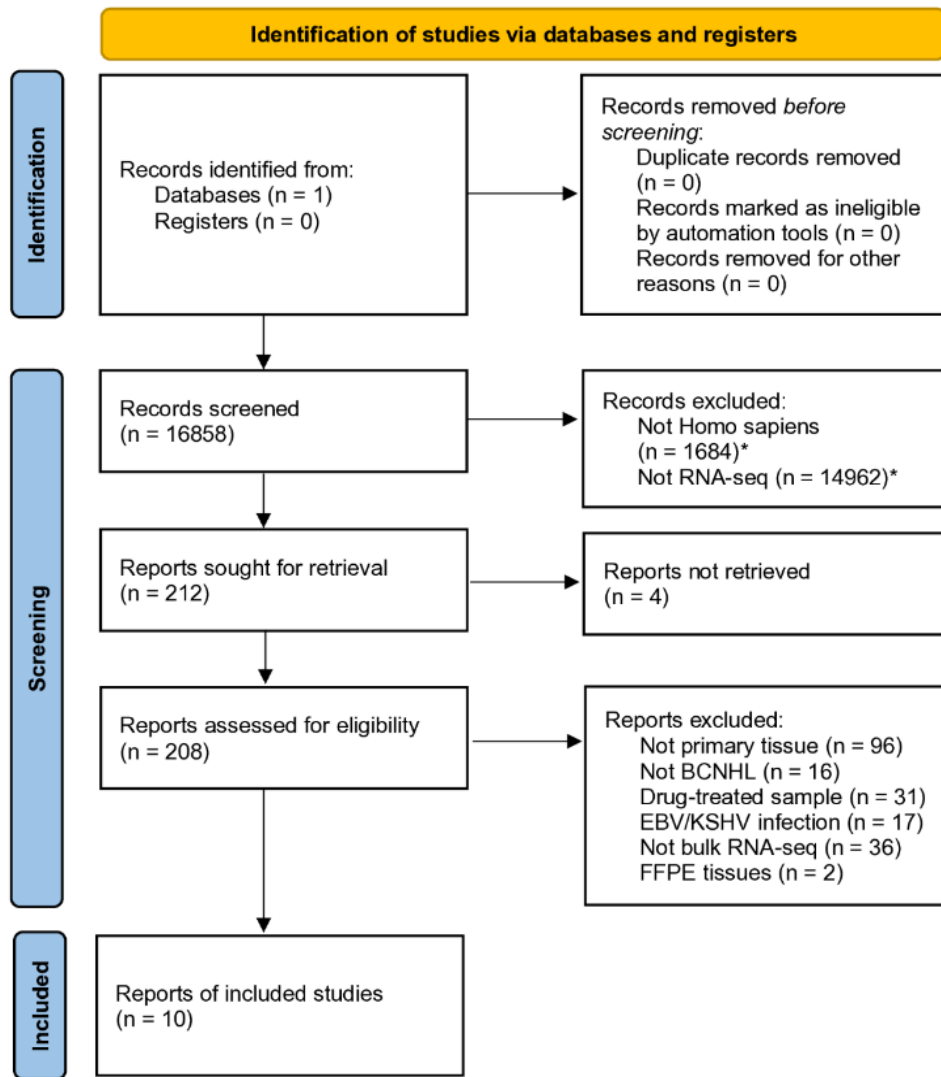 Identification of studies via databases and registers
Identification
Records identified from:
Databases (n = 1)
Registers (n = 0)
Records removed before
screening:
Duplicate records removed
(n = 0)
Records marked as ineligible
by automation tools (n = 0)
Records removed for other
reasons (n = 0)
Screening
Records screened
(n = 16858)
Records excluded:
Not Homo sapiens
(n = 1684)*
Not RNA-seq (n = 14962)*
Reports sought for retrieval
(n = 212)
Reports not retrieved
(n = 4)
Reports assessed for eligibility
(n = 208)
Reports excluded:
Not primary tissue (n = 96)
Not BCNHL (n = 16)
Drug-treated sample (n = 31)
EBV/KSHV infection (n = 17)
Not bulk RNA-seq (n = 36)
FFPE tissues (n = 2)
Included
Reports of included studies
(n = 10)